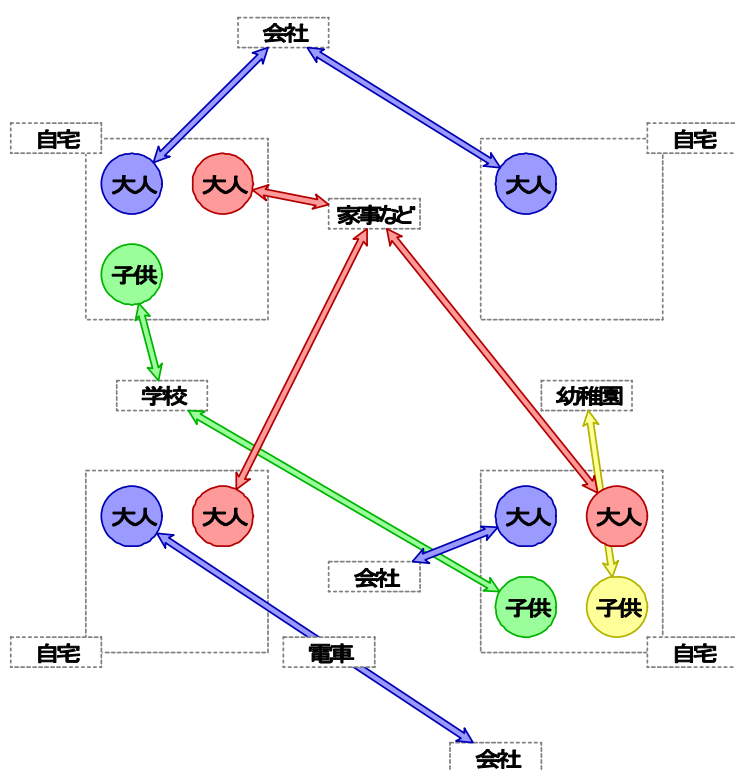 会社
自宅
自宅
大人
大人
大人
家事など
子供
学校
幼稚園
大人
大人
大人
大人
会社
子供
子供
自宅
電車
自宅
会社